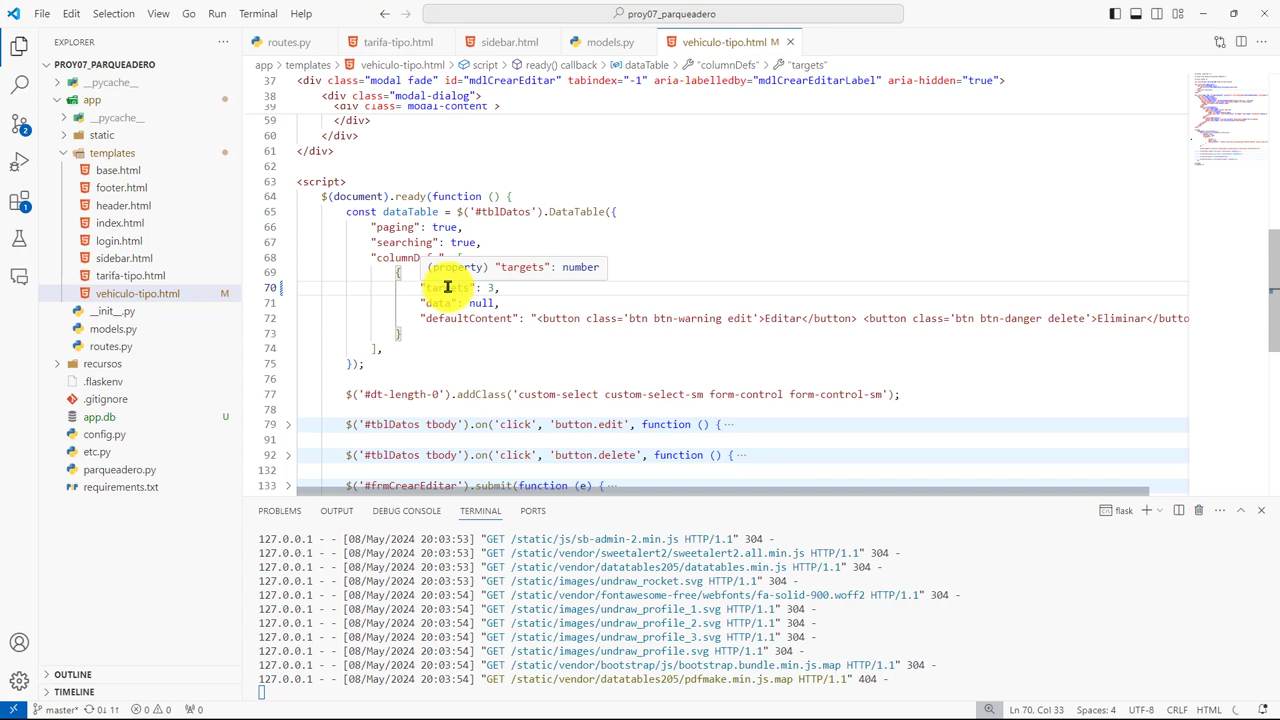 File Edit Selection View Go Run Terminal Help
proy07_parqueadero
EXPLORER
PROY07_PARQUEADERO
__pycache__
app
__pycache__
static
templates
base.html
footer.html
header.html
index.html
login.html
sidebar.html
tarifa-tipo.html
vehiculo-tipo.html M
__init__.py
models.py
routes.py
recursos
.flaskenv
.gitignore
app.db U
config.py
etc.py
parqueadero.py
requirements.txt
OUTLINE
TIMELINE
routes.py tarifa-tipo.html sidebar.html models.py vehiculo-tipo.html M
app > templates > vehiculo-tipo.html > script > ready() callback > dataTable > "columnDefs" > "targets"
37 <div class="modal fade" id="mdlCrearEditar" tabindex="-1" aria-labelledby="mdlCrearEditarLabel" aria-hidden="true">
38 <div class="modal-dialog">
39 <div class="modal-content"
59 </div>
60 </div>
61 </div>
62
63 <script>
64 $(document).ready(function () {
65 const dataTable = $('#tblDatos').DataTable({
66 "paging": true,
67 "searching": true,
68 "columnDefs"
(property) "targets": number
69 {
70 "targets": 3,
71 "data": null,
72 "defaultContent": "<button class='btn btn-warning edit'>Editar</button> <button class='btn btn-danger delete'>Eliminar</butto
73 }
74 ],
75 });
76
77 $('#dt-length-0').addClass('custom-select custom-select-sm form-control form-control-sm');
78
79 $('#tblDatos tbody').on('click', 'button.edit', function () {⋯
91
92 $('#tblDatos tbody').on('click', 'button.delete', function () {⋯
132
133 $('#frmCrearEditar').submit(function (e) {⋯
PROBLEMS OUTPUT DEBUG CONSOLE TERMINAL PORTS
flask
127.0.0.1 - - [08/May/2024 20:03:53] "GET /static/js/sb-admin-2.min.js HTTP/1.1" 304 -
127.0.0.1 - - [08/May/2024 20:03:53] "GET /static/vendor/sweetalert2/sweetalert2.all.min.js HTTP/1.1" 304 -
127.0.0.1 - - [08/May/2024 20:03:53] "GET /static/vendor/datatables205/datatables.min.js HTTP/1.1" 304 -
127.0.0.1 - - [08/May/2024 20:03:53] "GET /static/images/undraw_rocket.svg HTTP/1.1" 304 -
127.0.0.1 - - [08/May/2024 20:03:53] "GET /static/vendor/fontawesome-free/webfonts/fa-solid-900.woff2 HTTP/1.1" 304 -
127.0.0.1 - - [08/May/2024 20:03:53] "GET /static/images/undraw_profile_1.svg HTTP/1.1" 304 -
127.0.0.1 - - [08/May/2024 20:03:53] "GET /static/images/undraw_profile_2.svg HTTP/1.1" 304 -
127.0.0.1 - - [08/May/2024 20:03:53] "GET /static/images/undraw_profile_3.svg HTTP/1.1" 304 -
127.0.0.1 - - [08/May/2024 20:03:54] "GET /static/images/undraw_profile.svg HTTP/1.1" 304 -
127.0.0.1 - - [08/May/2024 20:03:54] "GET /static/vendor/bootstrap/js/bootstrap.bundle.min.js.map HTTP/1.1" 304 -
127.0.0.1 - - [08/May/2024 20:03:54] "GET /static/vendor/datatables205/pdfmake.min.js.map HTTP/1.1" 404 -
master* 0↓ 1↑ 0 0 0
Ln 70, Col 33 Spaces: 4 UTF-8 CRLF HTML